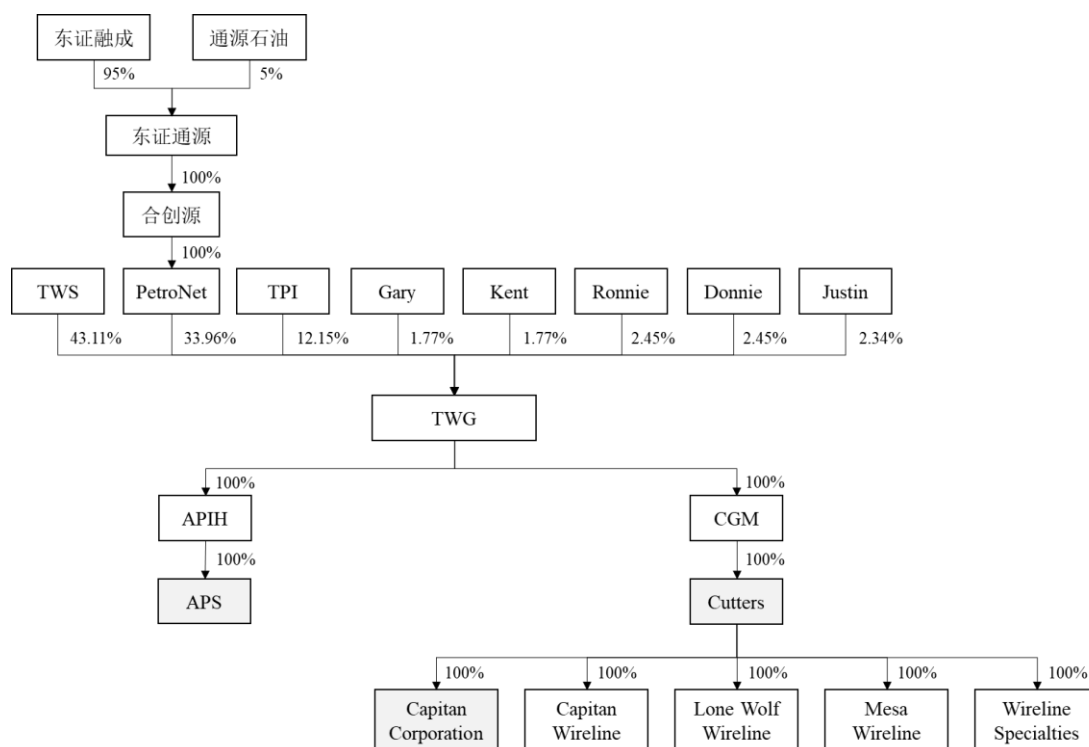 东证融成 通源石油
95% 5%
东证通源
100%
合创源
100%
TWS PetroNet TPI Gary Kent Ronnie Donnie Justin
43.11% 33.96% 12.15% 1.77% 1.77% 2.45% 2.45% 2.34%
TWG
100% 100%
APIH CGM
100% 100%
APS Cutters
100% 100% 100% 100% 100%
Capitan Capitan Lone Wolf Mesa Wireline
Corporation Wireline Wireline Wireline Specialties